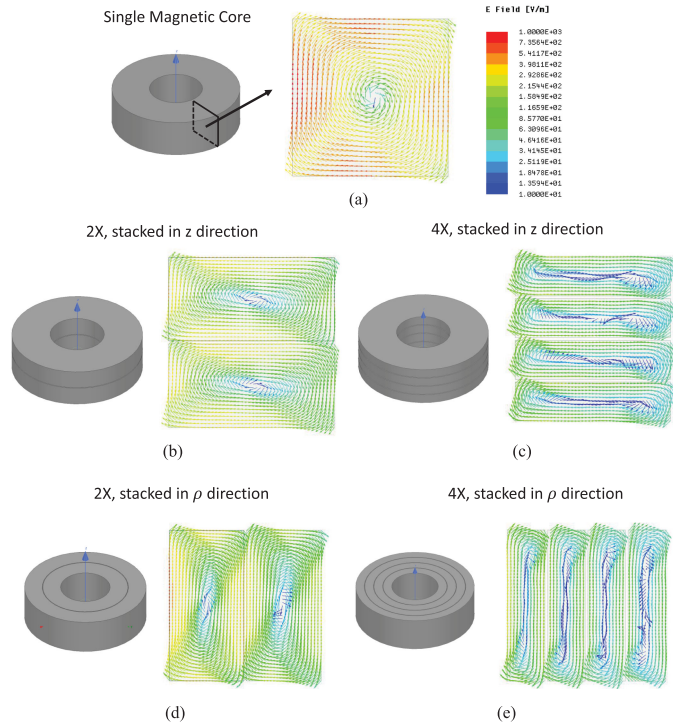 Single Magnetic Core
E Field [V/m]
1.0000E+03
7.3564E+02
5.4117E+02
3.9811E+02
2.9286E+02
2.1544E+02
1.5849E+02
1.1659E+02
8.5770E+01
6.3096E+01
4.6416E+01
3.4145E+01
2.5119E+01
1.8478E+01
1.3594E+01
1.0000E+01
(a)
2X, stacked in z direction
4X, stacked in z direction
(b)
(c)
2X, stacked in ρ direction
4X, stacked in ρ direction
(d)
(e)